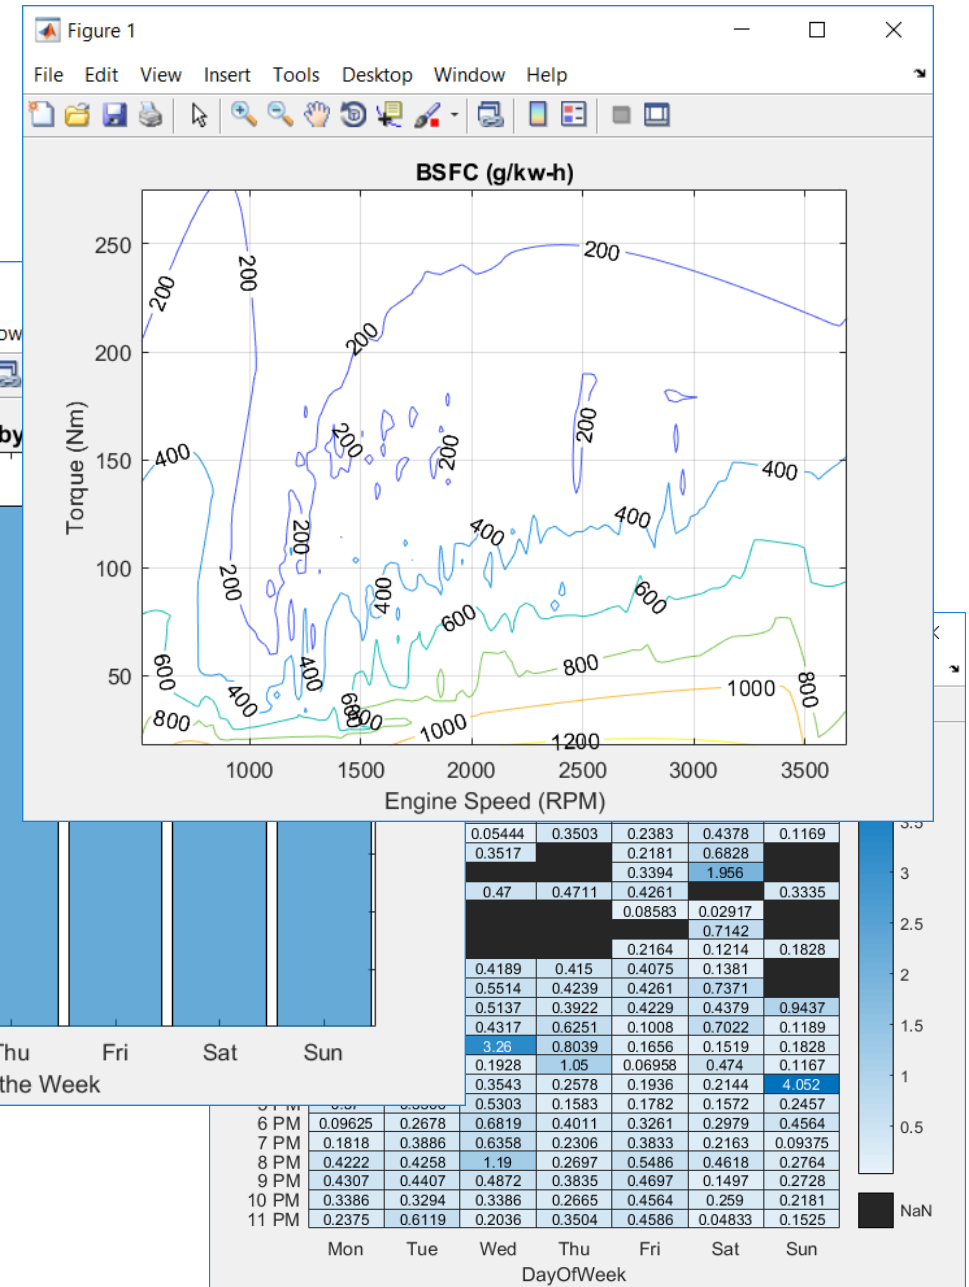 Figure 1
File Edit View Insert Tools Desktop Window Help
BSFC (g/kw-h)
250
200
150
100
50
Torque (Nm)
200
200
200
200
200
200
200
200
200
400
400
400
400
400
400
400
600
600
600
600
800
800
800
800
1000
1000
1200
1000 1500 2000 2500 3000 3500
Engine Speed (RPM)
ow
by
Thu Fri Sat Sun
the Week
0.05444 0.3503 0.2383 0.4378 0.1169
0.3517 0.2181 0.6828
0.3394 1.956
0.47 0.4711 0.4261 0.3335
0.08583 0.02917
0.7142
0.2164 0.1214 0.1828
0.4189 0.415 0.4075 0.1381
0.5514 0.4239 0.4261 0.7371
0.5137 0.3922 0.4229 0.4379 0.9437
0.4317 0.6251 0.1008 0.7022 0.1189
3.26 0.8039 0.1656 0.1519 0.1828
0.1928 1.05 0.06958 0.474 0.1167
0.3543 0.2578 0.1936 0.2144 4.052
5 PM 0.5303 0.1583 0.1782 0.1572 0.2457
6 PM 0.09625 0.2678 0.6819 0.4011 0.3261 0.2979 0.4564
7 PM 0.1818 0.3886 0.6358 0.2306 0.3833 0.2163 0.09375
8 PM 0.4222 0.4258 1.19 0.2697 0.5486 0.4618 0.2764
9 PM 0.4307 0.4407 0.4872 0.3835 0.4697 0.1497 0.2728
10 PM 0.3386 0.3294 0.3386 0.2665 0.4564 0.259 0.2181
11 PM 0.2375 0.6119 0.2036 0.3504 0.4586 0.04833 0.1525
Mon Tue Wed Thu Fri Sat Sun
DayOfWeek
3.5
3
2.5
2
1.5
1
0.5
NaN